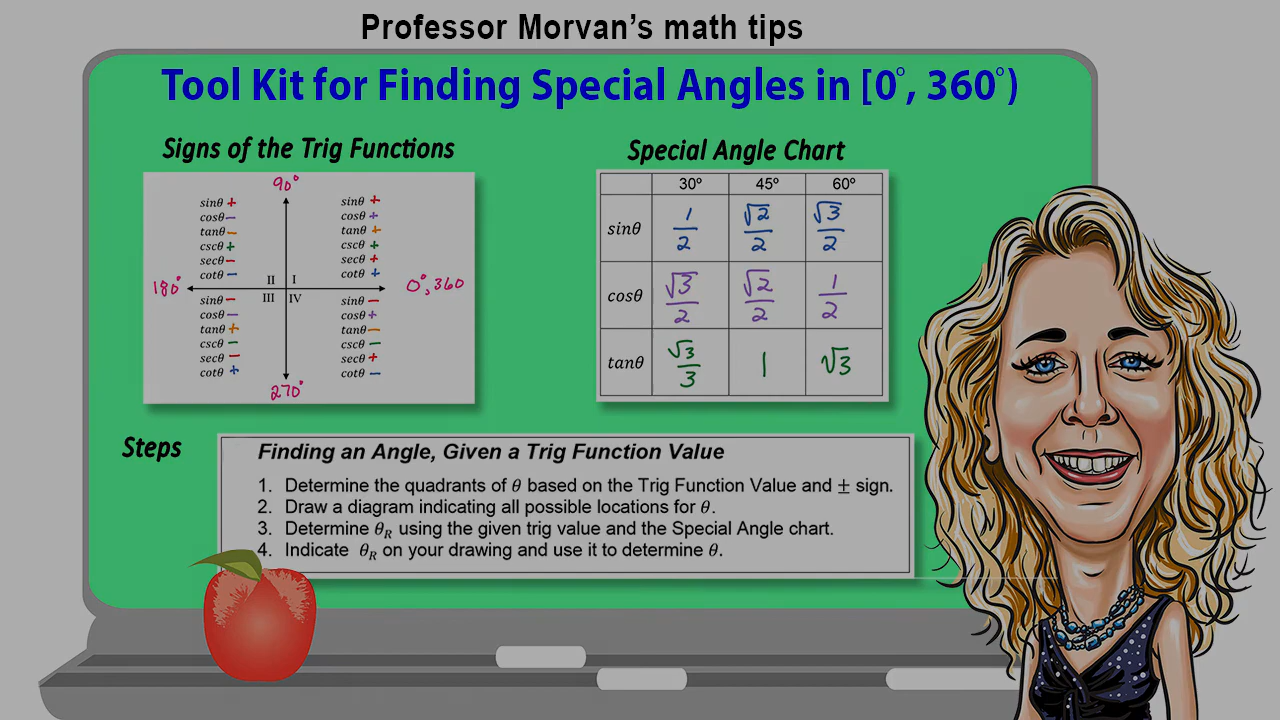 Professor Morvan's math tips
Tool Kit for Finding Special Angles in [0°, 360°)
Signs of the Trig Functions
90°
sinθ +
cosθ −
tanθ −
cscθ +
secθ −
cotθ −
sinθ +
cosθ +
tanθ +
cscθ +
secθ +
cotθ +
180°
II I
III IV
0°, 360
sinθ −
cosθ −
tanθ +
cscθ −
secθ −
cotθ +
sinθ −
cosθ +
tanθ −
cscθ −
secθ +
cotθ −
270°
Special Angle Chart
30º 45º 60º
sinθ 1/2 √2/2 √3/2
cosθ √3/2 √2/2 1/2
tanθ √3/3 1 √3
Steps
Finding an Angle, Given a Trig Function Value
1. Determine the quadrants of θ based on the Trig Function Value and ± sign.
2. Draw a diagram indicating all possible locations for θ.
3. Determine θR using the given trig value and the Special Angle chart.
4. Indicate θR on your drawing and use it to determine θ.